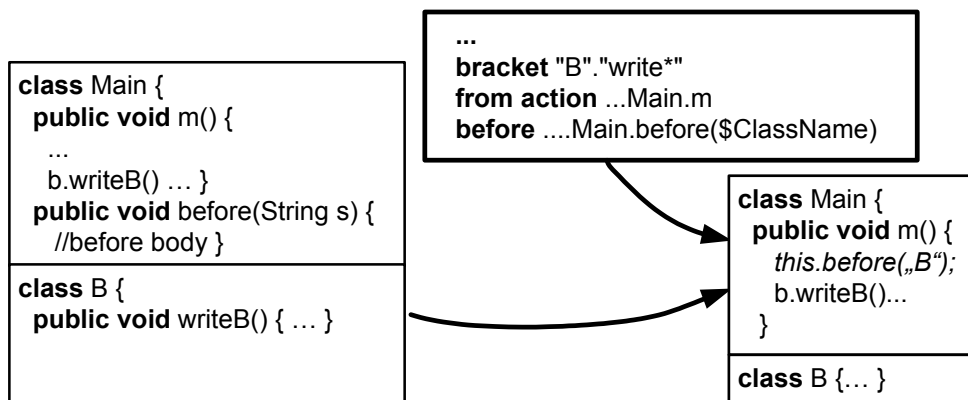 class Main {
public void m() {
...
b.writeB() … }
public void before(String s) {
//before body }
class B {
public void writeB() { … }
...
bracket "B"."write*"
from action ...Main.m
before ....Main.before($ClassName)
class Main {
public void m() {
this.before(„B“);
b.writeB()...
}
class B {… }